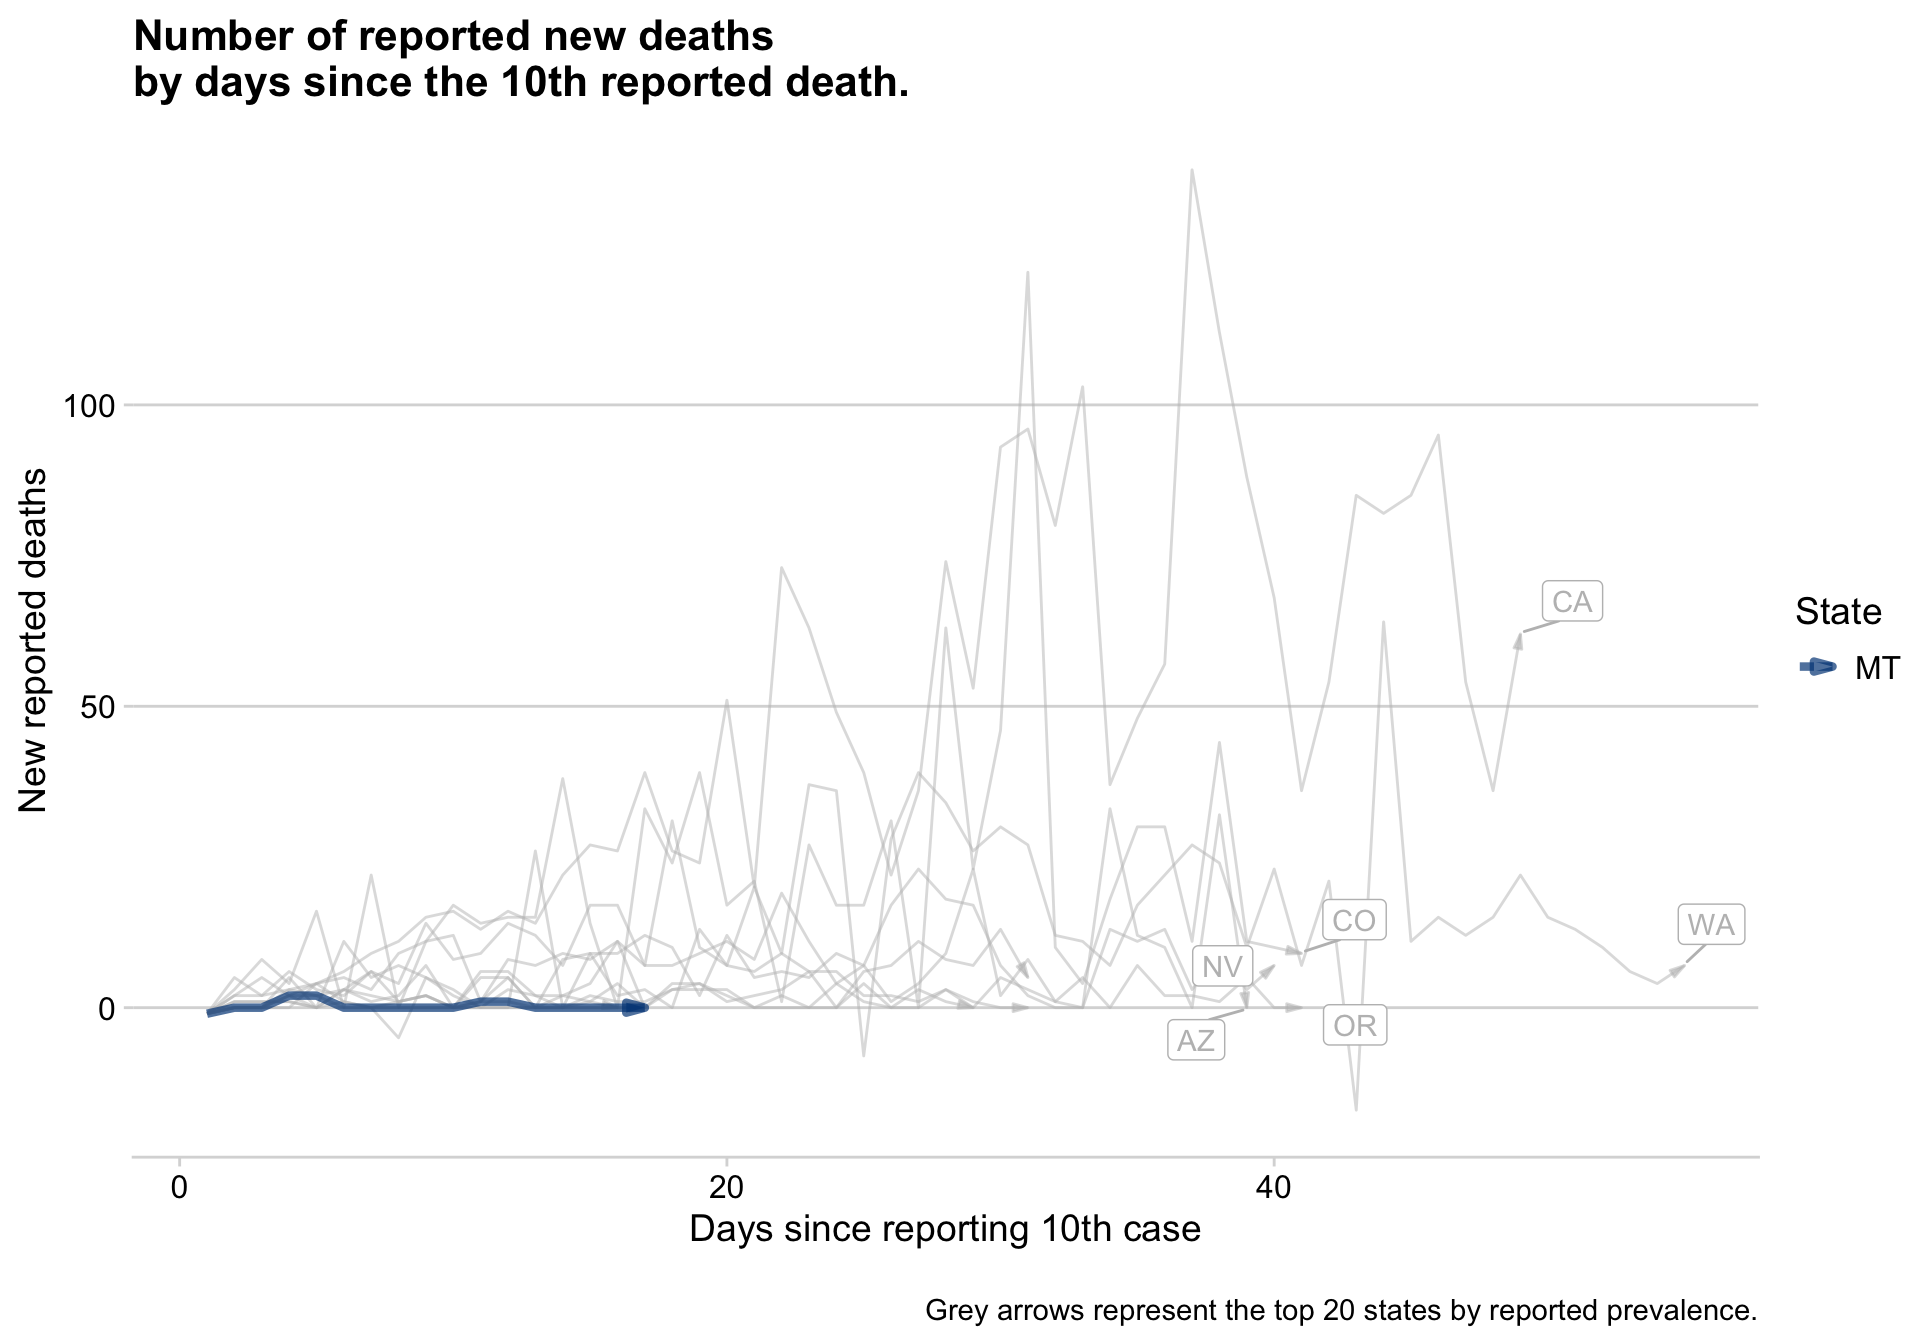 Number of reported new deaths
by days since the 10th reported death.
New reported deaths
100
50
0
CA
CO
WA
NV
AZ
OR
State
MT
0
20
40
Days since reporting 10th case
Grey arrows represent the top 20 states by reported prevalence.